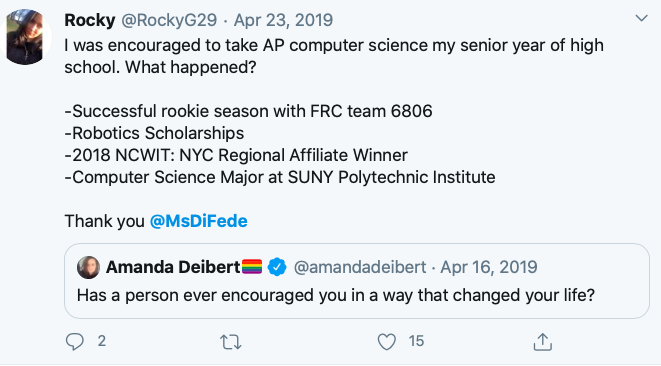 Rocky @RockyG29 · Apr 23, 2019
I was encouraged to take AP computer science my senior year of high
school. What happened?
-Successful rookie season with FRC team 6806
-Robotics Scholarships
-2018 NCWIT: NYC Regional Affiliate Winner
-Computer Science Major at SUNY Polytechnic Institute
Thank you @MsDiFede
Amanda Deibert🏳️‍🌈 @amandadeibert · Apr 16, 2019
Has a person ever encouraged you in a way that changed your life?
2 15